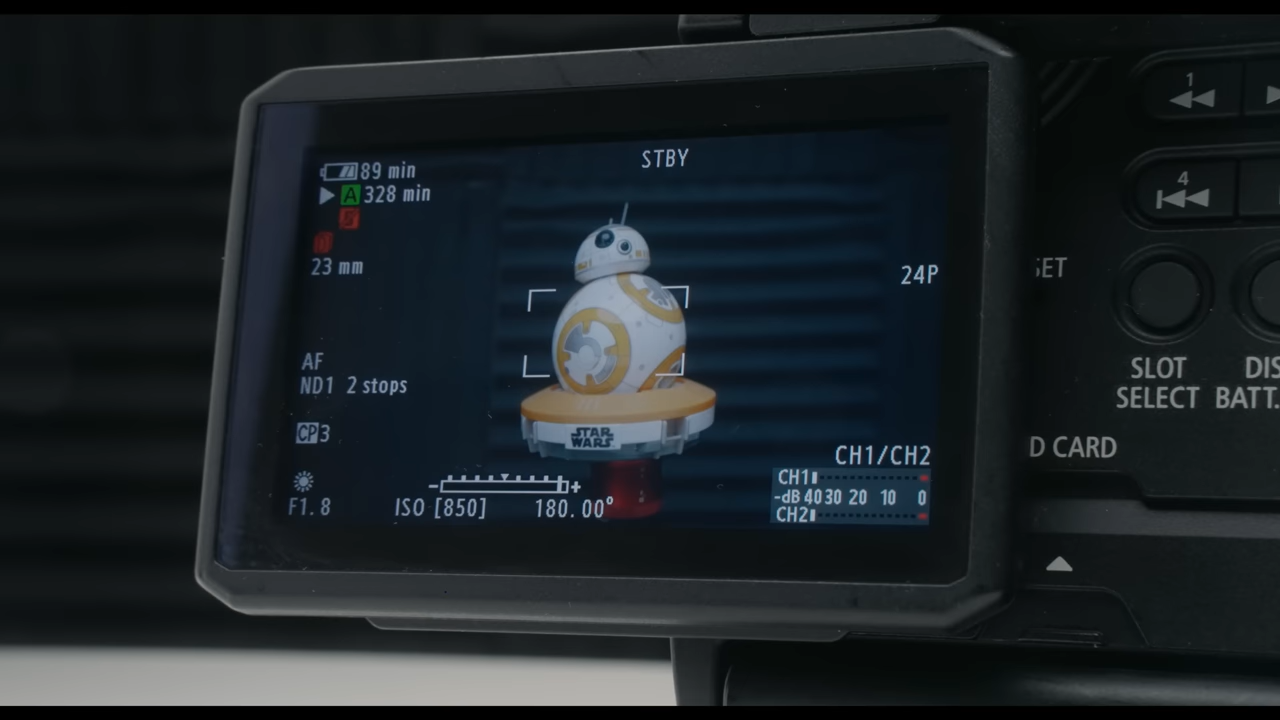 STBY
89 min
A 328 min
23 mm
24P
AF
ND1 2 stops
CP3
F1.8
ISO [850]
180.00°
STAR
WARS
CH1/CH2
CH1
-dB 40 30 20 10 0
CH2
1
4
SET
SLOT
SELECT
DIS
BATT.
D CARD